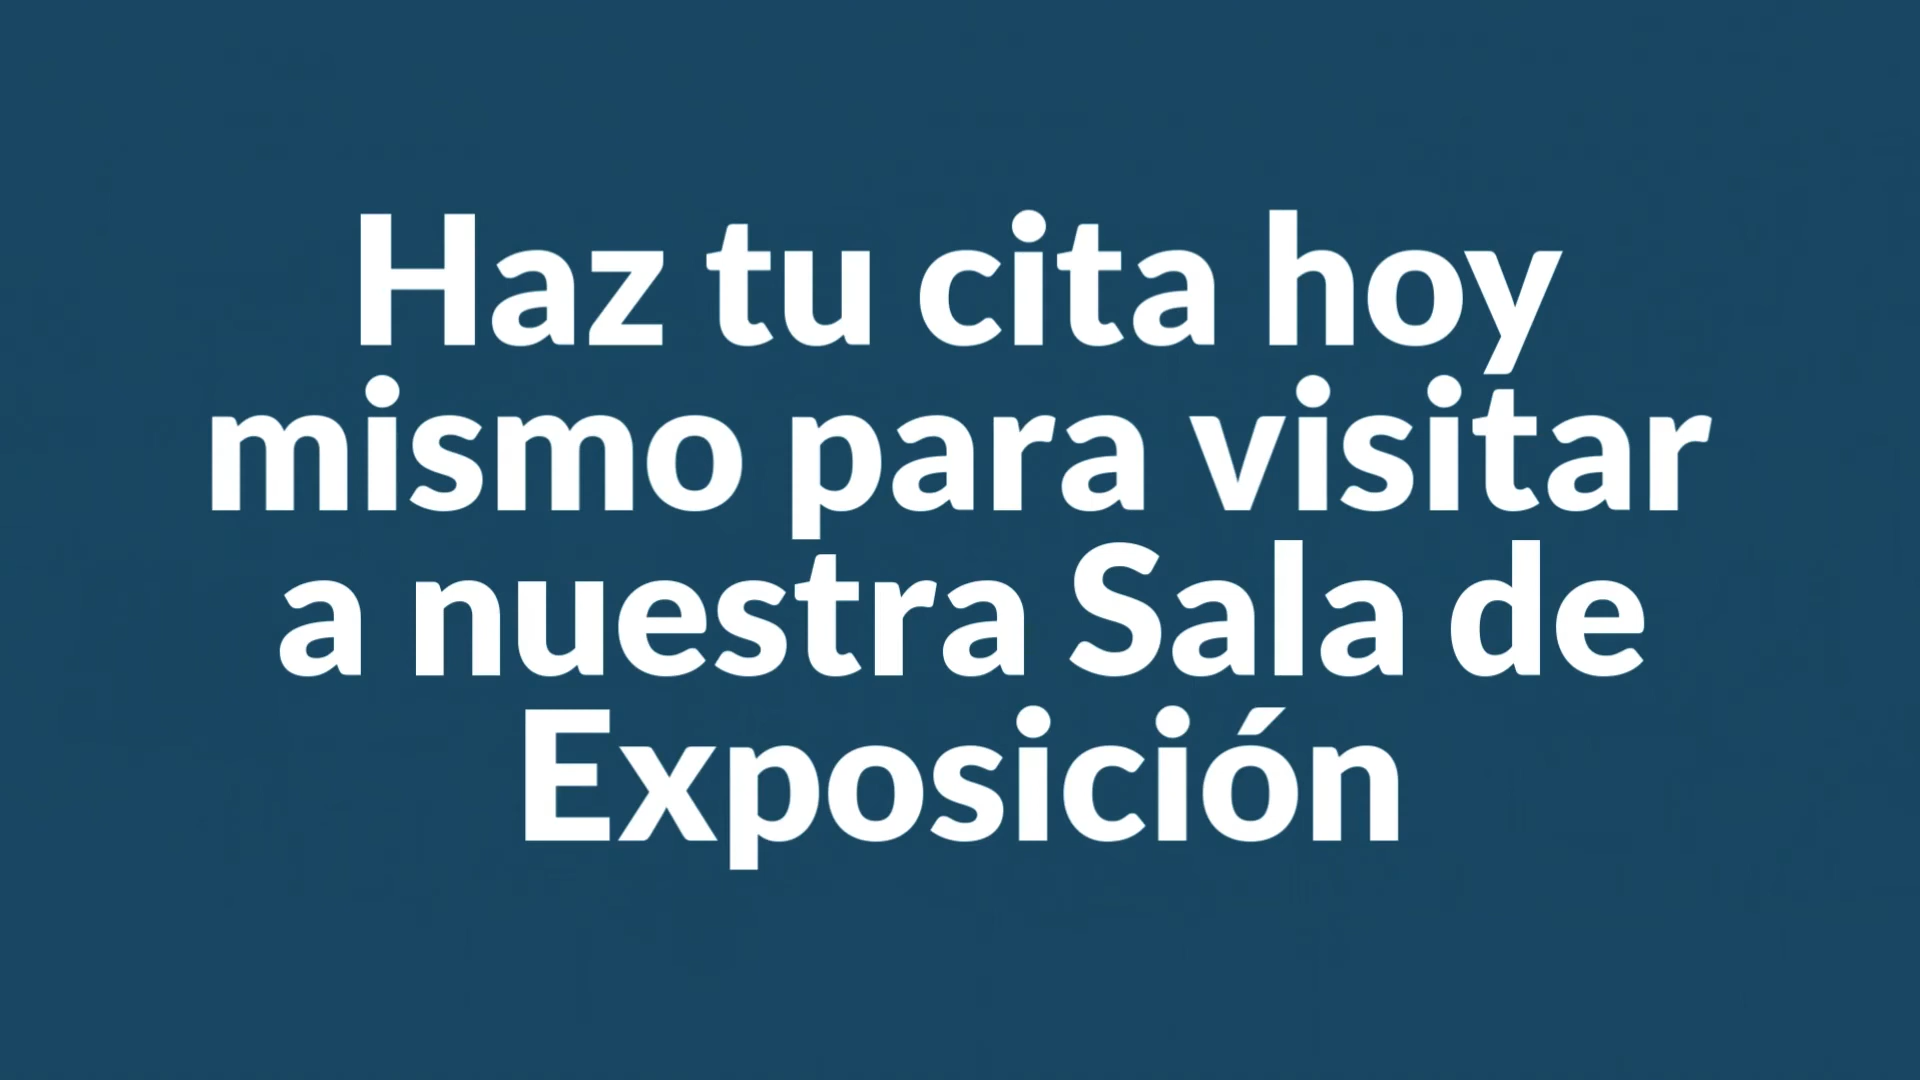 Haz tu cita hoy
mismo para visitar
a nuestra Sala de
Exposición